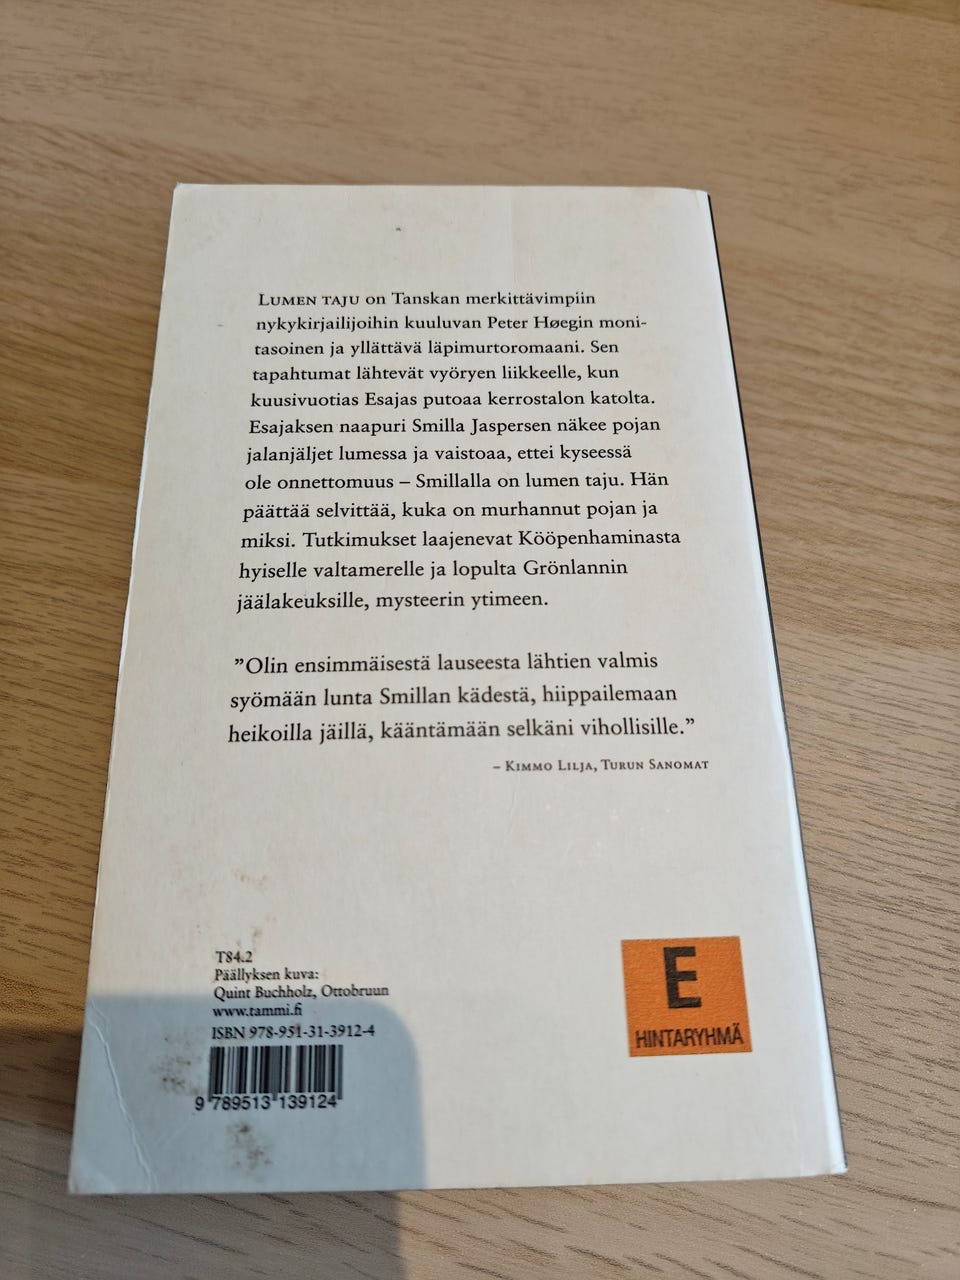 LUMEN TAJU on Tanskan merkittävimpiin
nykykirjailijoihin kuuluvan Peter Høegin moni-
tasoinen ja yllättävä läpimurtoromaani. Sen
tapahtumat lähtevät vyöryen liikkeelle, kun
kuusivuotias Esajas putoaa kerrostalon katolta.
Esajaksen naapuri Smilla Jaspersen näkee pojan
jalanjäljet lumessa ja vaistoaa, ettei kyseessä
ole onnettomuus – Smillalla on lumen taju. Hän
päättää selvittää, kuka on murhannut pojan ja
miksi. Tutkimukset laajenevat Kööpenhaminasta
hyiselle valtamerelle ja lopulta Grönlannin
jäälakeuksille, mysteerin ytimeen.
”Olin ensimmäisestä lauseesta lähtien valmis
syömään lunta Smillan kädestä, hiippailemaan
heikoilla jäillä, kääntämään selkäni vihollisille.”
– KIMMO LILJA, TURUN SANOMAT
T84.2
Päällyksen kuva:
Quint Buchholz, Ottobruun
www.tammi.fi
ISBN 978-951-31-3912-4
9 789513 139124
E
HINTARYHMÄ